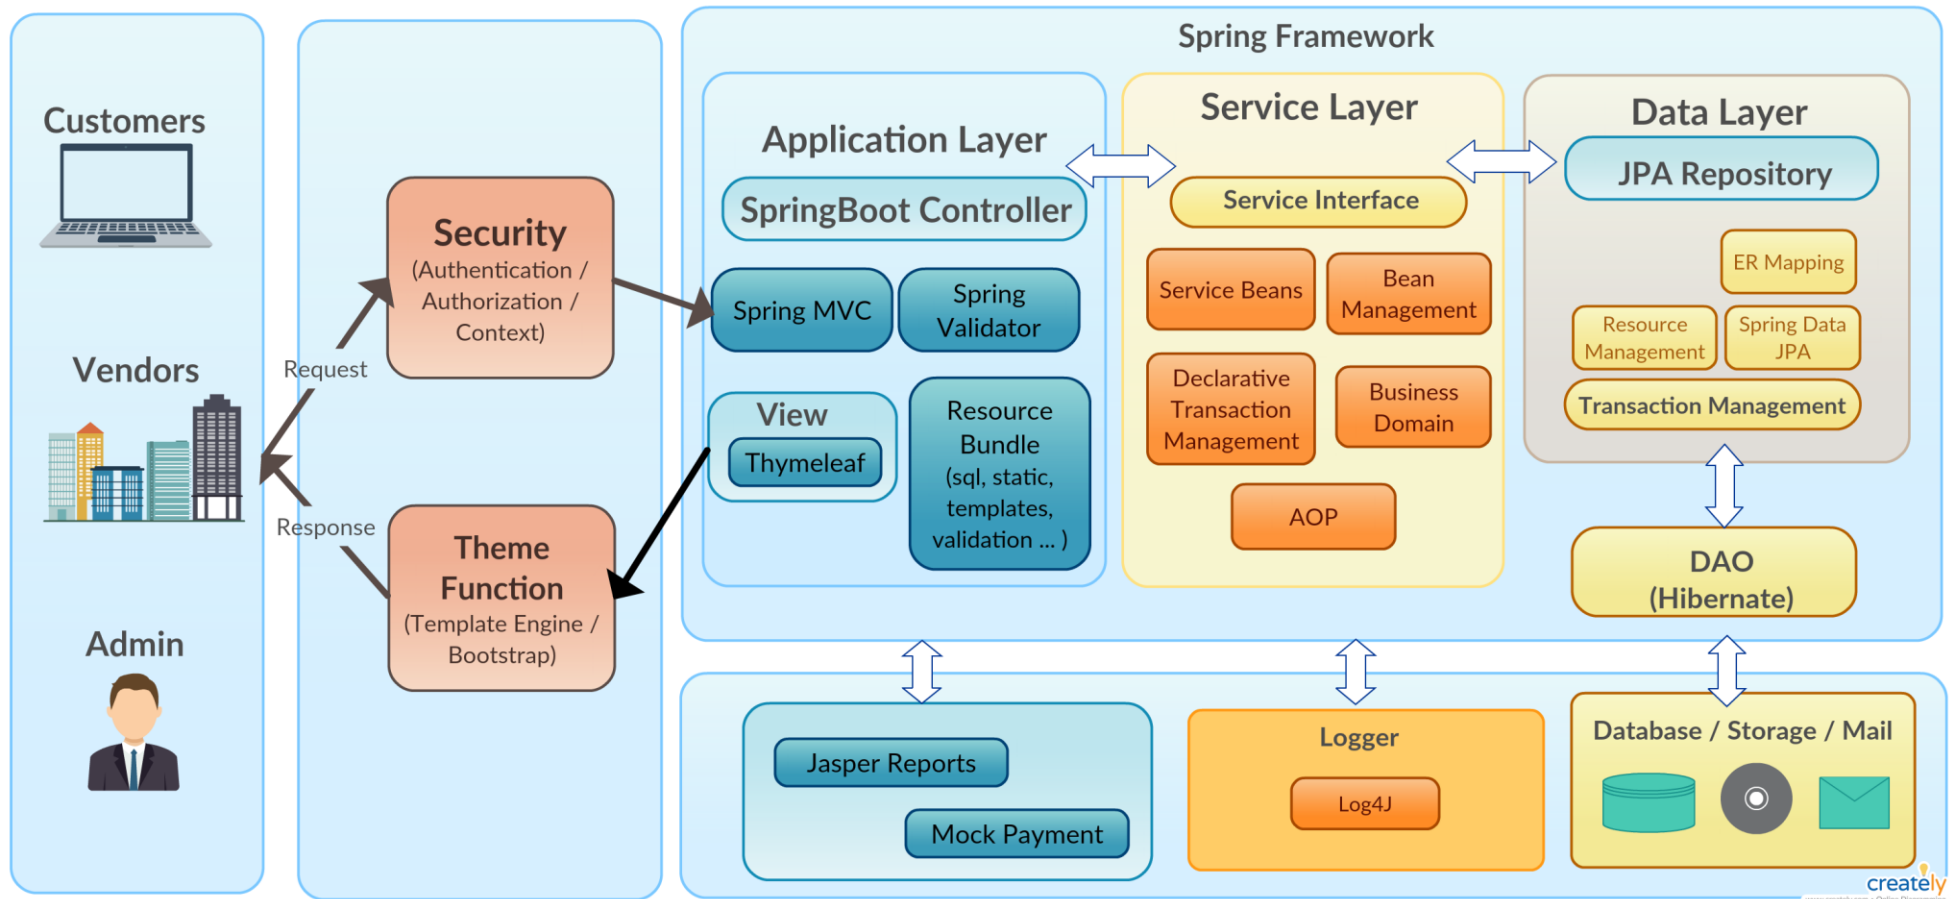 Customers
Vendors
Admin
Request
Response
Security
(Authentication /
Authorization /
Context)
Theme
Function
(Template Engine /
Bootstrap)
Spring Framework
Application Layer
SpringBoot Controller
Spring MVC
Spring
Validator
View
Thymeleaf
Resource
Bundle
(sql, static,
templates,
validation ... )
Service Layer
Service Interface
Service Beans
Bean
Management
Declarative
Transaction
Management
Business
Domain
AOP
Data Layer
JPA Repository
ER Mapping
Resource
Management
Spring Data
JPA
Transaction Management
DAO
(Hibernate)
Jasper Reports
Mock Payment
Logger
Log4J
Database / Storage / Mail
creately